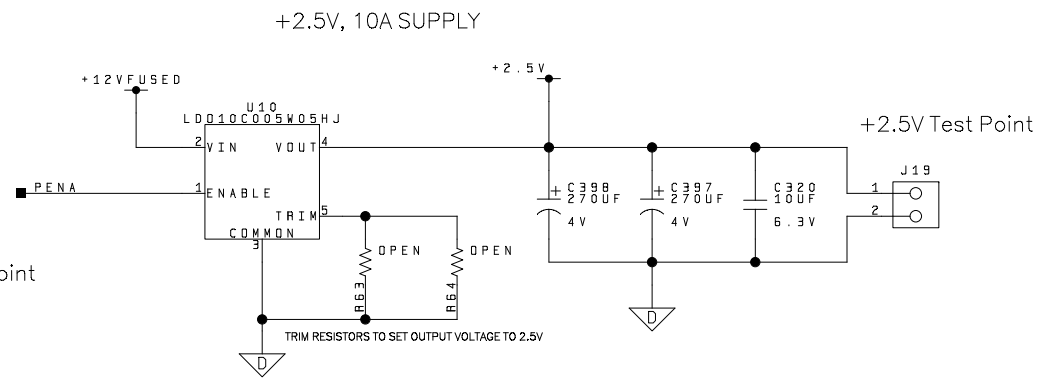 +2.5V, 10A SUPPLY
+12VFUSED
U10
LDO10C005W05HJ
2
VIN
VOUT
4
PENA
1
ENABLE
TRIM
5
COMMON
3
OPEN
OPEN
R63
R64
D
TRIM RESISTORS TO SET OUTPUT VOLTAGE TO 2.5V
+2.5V
+
C398
270UF
4V
+
C397
270UF
4V
C320
10UF
6.3V
D
+2.5V Test Point
J19
1
2
oint